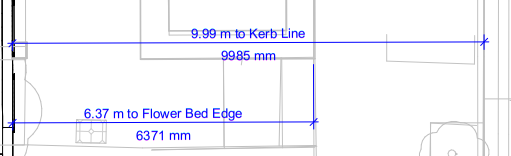 9.99 m to Kerb Line
9985 mm
6.37 m to Flower Bed Edge
6371 mm